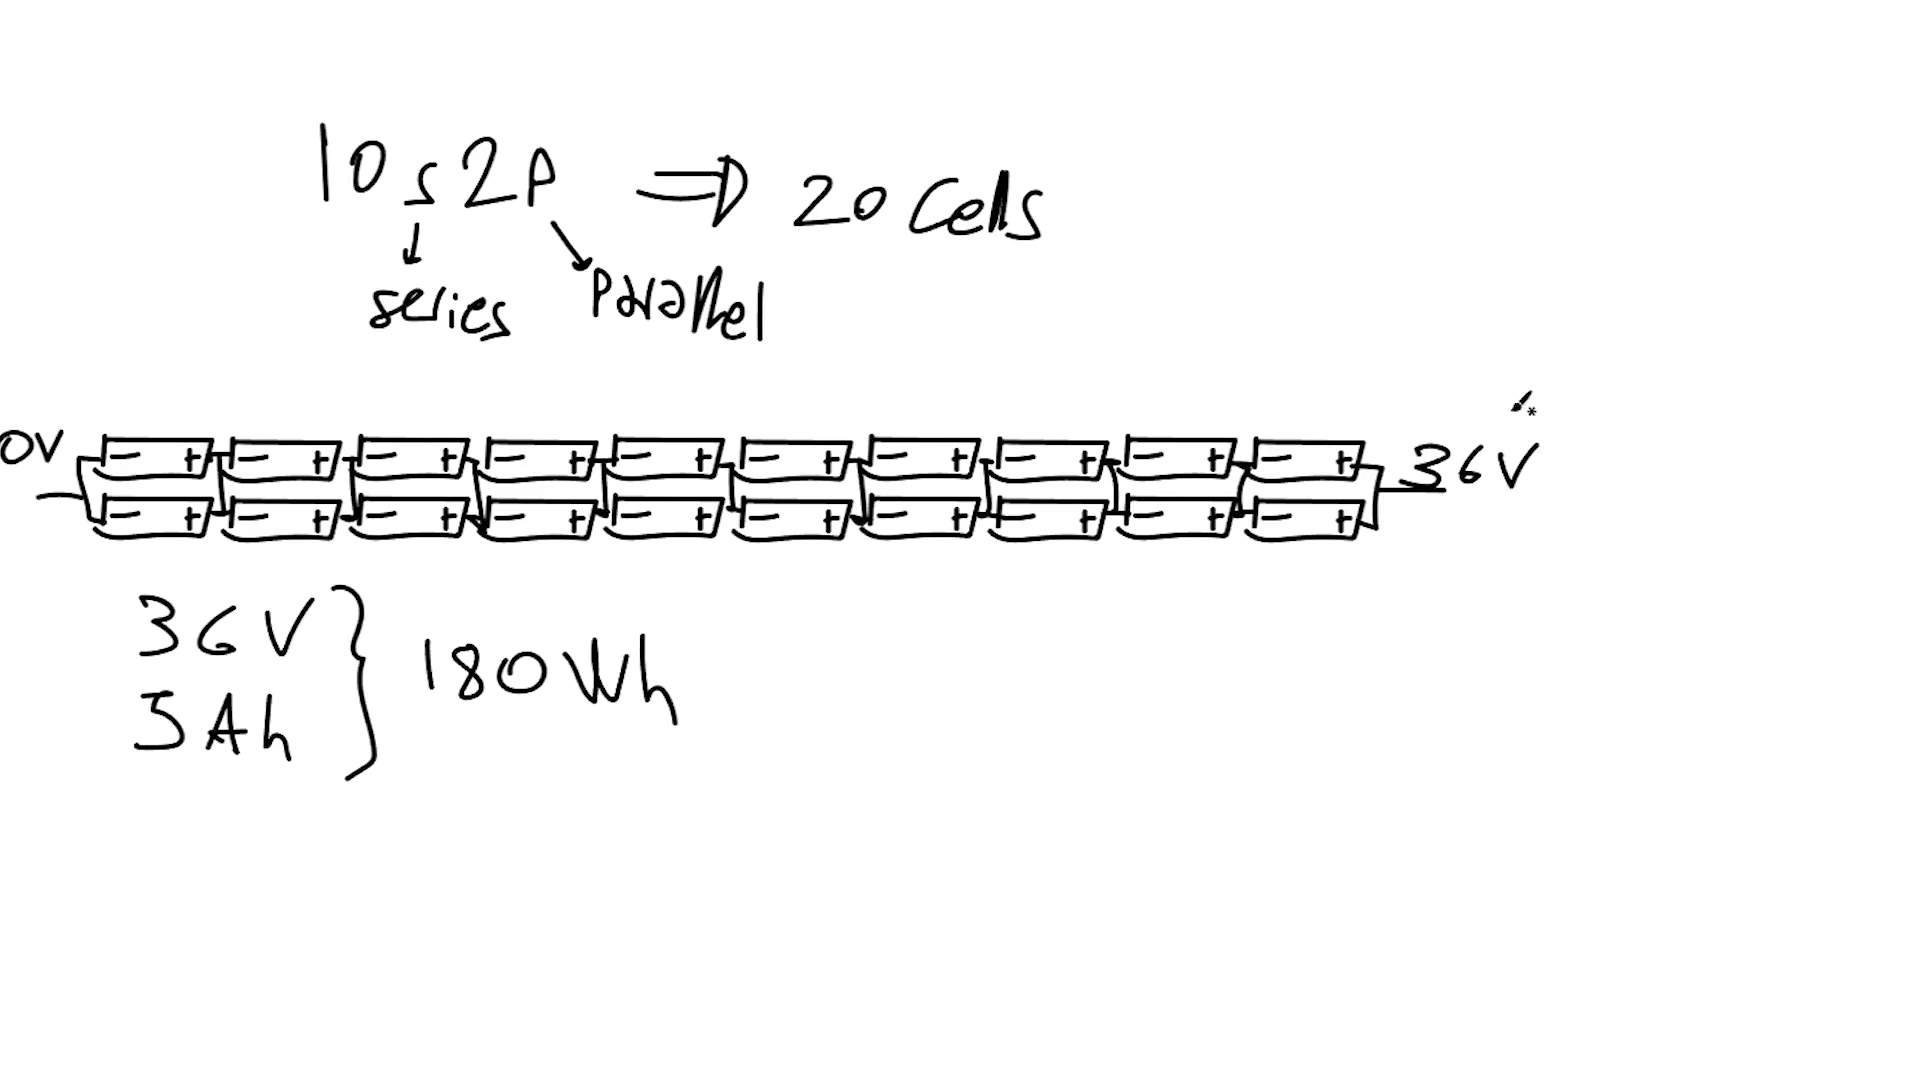 10s2P ⇒ 20 Cells
series Parallel
0V - + - + - + - + - + - + - + - + - + - + 36V
- + - + - + - + - + - + - + - + - + - +
36V
5Ah } 180Wh